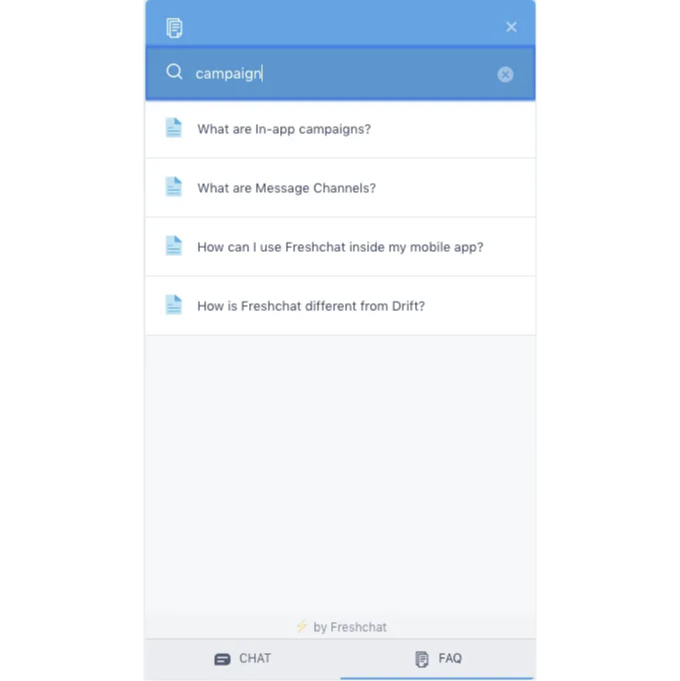 campaign
What are In-app campaigns?
What are Message Channels?
How can I use Freshchat inside my mobile app?
How is Freshchat different from Drift?
by Freshchat
CHAT FAQ